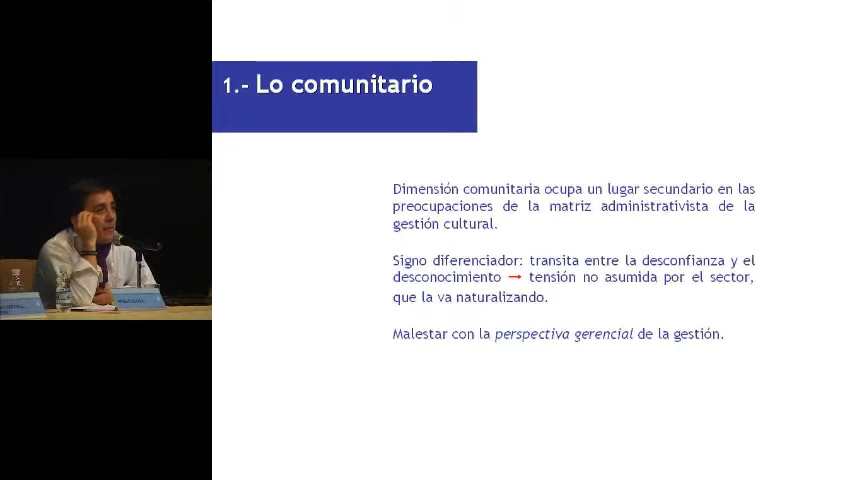 1.- Lo comunitario
Dimensión comunitaria ocupa un lugar secundario en las
preocupaciones de la matriz administrativista de la
gestión cultural.
Signo diferenciador: transita entre la desconfianza y el
desconocimiento → tensión no asumida por el sector,
que la va naturalizando.
Malestar con la perspectiva gerencial de la gestión.